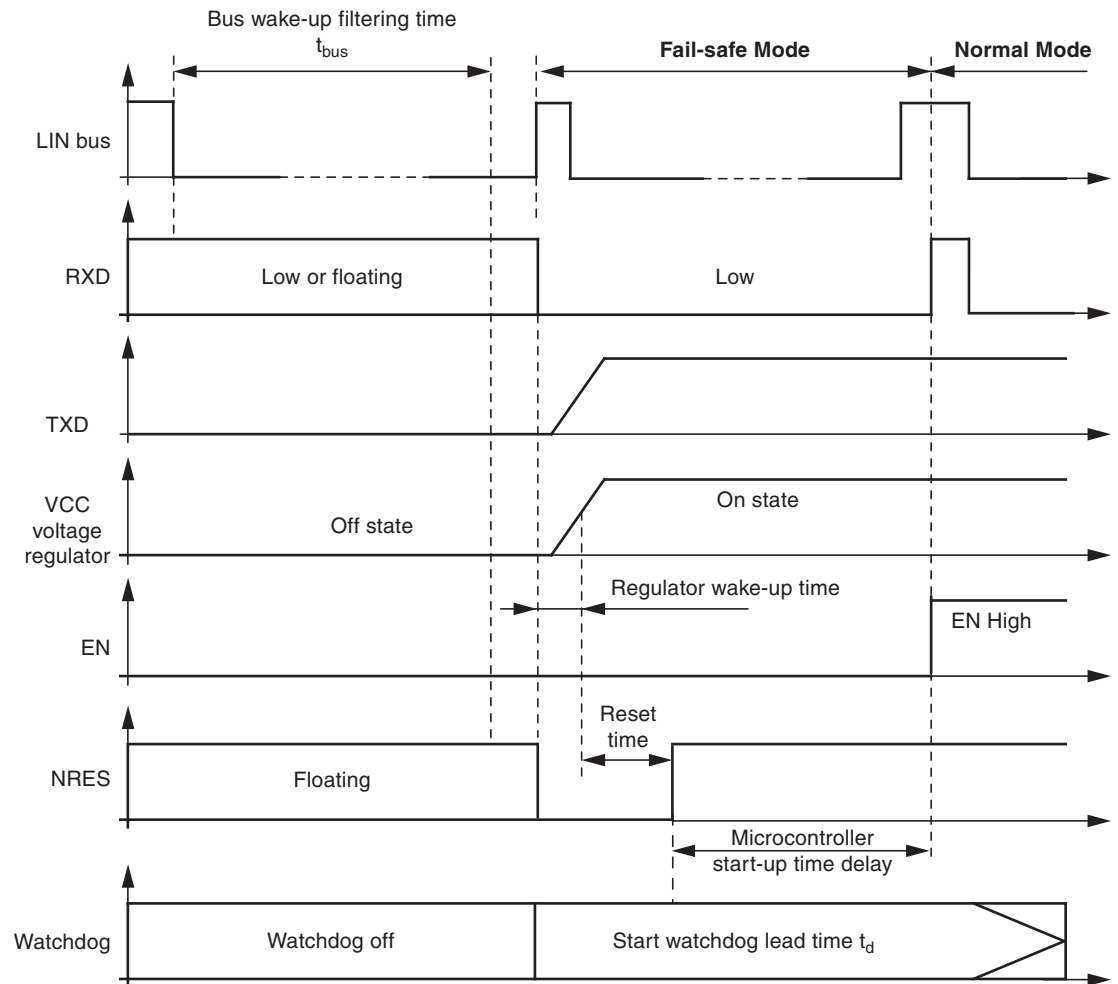 Bus wake-up filtering time
tbus
Fail-safe Mode
Normal Mode
LIN bus
RXD
Low or floating
Low
TXD
VCC
voltage
regulator
Off state
On state
Regulator wake-up time
EN
EN High
Reset
time
NRES
Floating
Microcontroller
start-up time delay
Watchdog
Watchdog off
Start watchdog lead time td